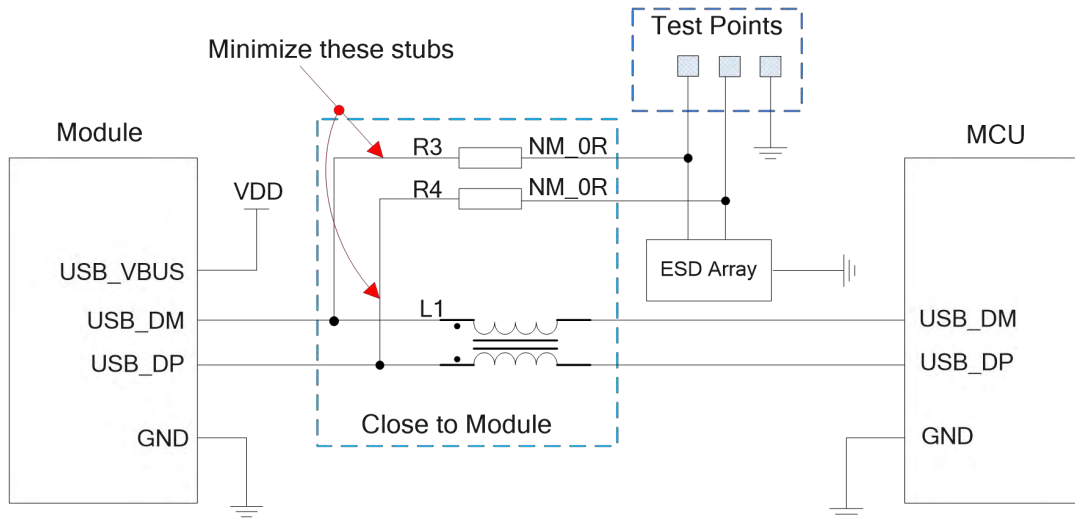 Test Points
Minimize these stubs
Module
MCU
R3 NM_0R
R4 NM_0R
VDD
USB_VBUS
ESD Array
USB_DM
L1
USB_DM
USB_DP
USB_DP
Close to Module
GND
GND